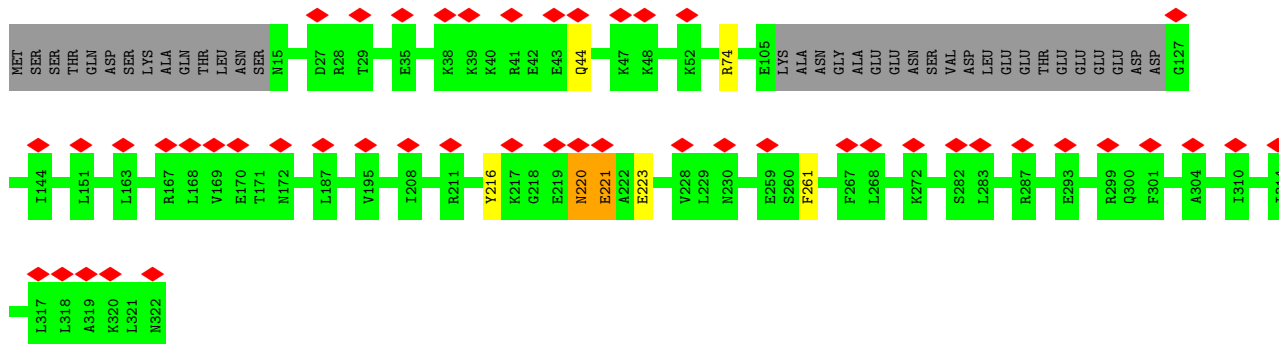 MET SER SER THR GLN ASP SER LYS ALA GLN THR LEU ASN SER N15 D27 R28 T29 E35 K38 K39 K40 R41 E42 E43 Q44 K47 K48 K52 R74 E105 LYS ALA ASN GLY ALA GLU GLU ASN SER VAL ASP LEU GLU GLU THR GLU GLU GLU GLU ASP ASP G127
I144 L151 L163 R167 L168 V169 E170 T171 N172 L187 V195 I208 R211 Y216 K217 G218 E219 N220 E221 A222 E223 V228 L229 N230 E259 S260 F261 F267 L268 K272 S282 L283 R287 E293 R299 Q300 F301 A304 I310
L317 L318 A319 K320 L321 N322